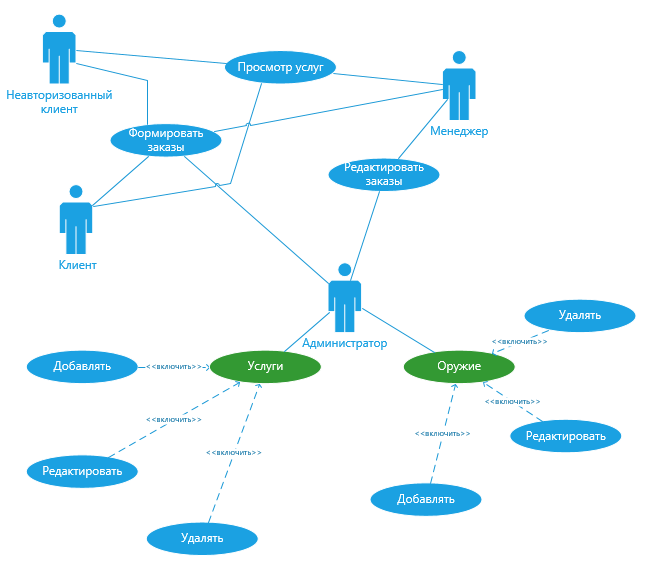 Просмотр услуг
Неавторизованный
клиент
Менеджер
Формировать
заказы
Редактировать
заказы
Клиент
Удалять
Администратор
<<включить>>
Добавлять
<<включить>>
Услуги
Оружие
<<включить>>
<<включить>>
<<включить>>
Редактировать
<<включить>>
Редактировать
Добавлять
Удалять